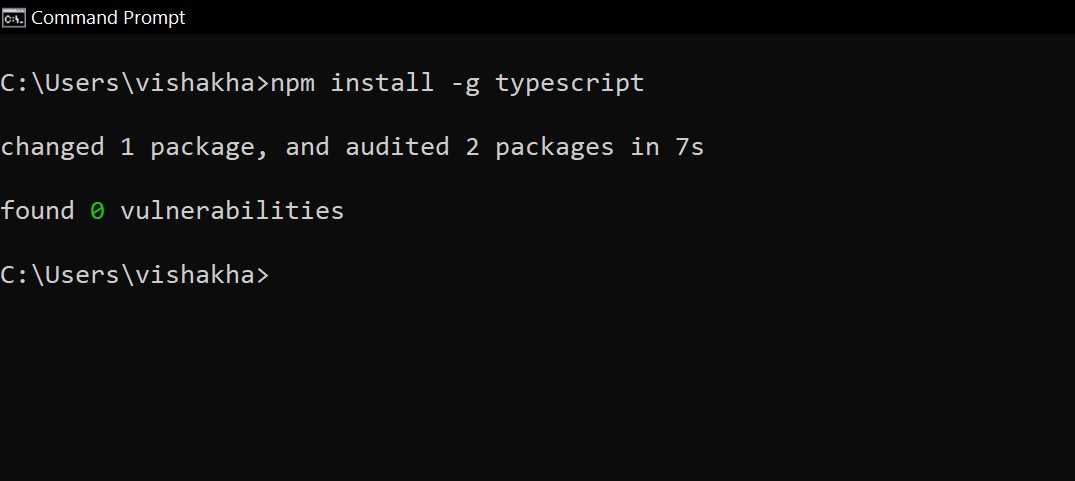 Command Prompt
C:\Users\vishakha>npm install -g typescript
changed 1 package, and audited 2 packages in 7s
found 0 vulnerabilities
C:\Users\vishakha>